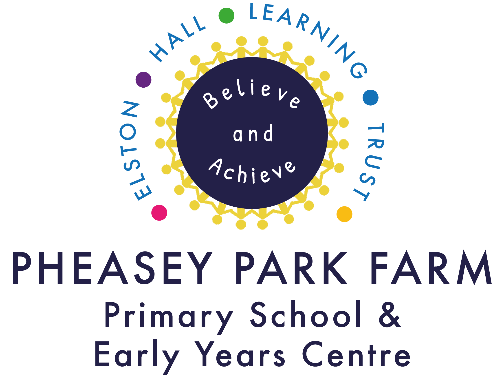 ELSTON HALL LEARNING TRUST
Believe
and
Achieve
PHEASEY PARK FARM
Primary School &
Early Years Centre